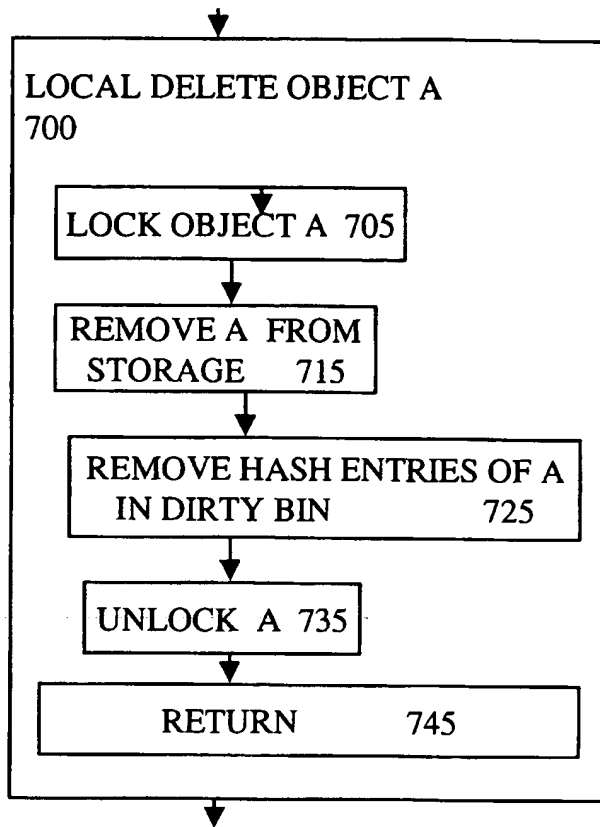 LOCAL DELETE OBJECT A
700
LOCK OBJECT A 705
REMOVE A FROM
STORAGE 715
REMOVE HASH ENTRIES OF A
IN DIRTY BIN 725
UNLOCK A 735
RETURN 745